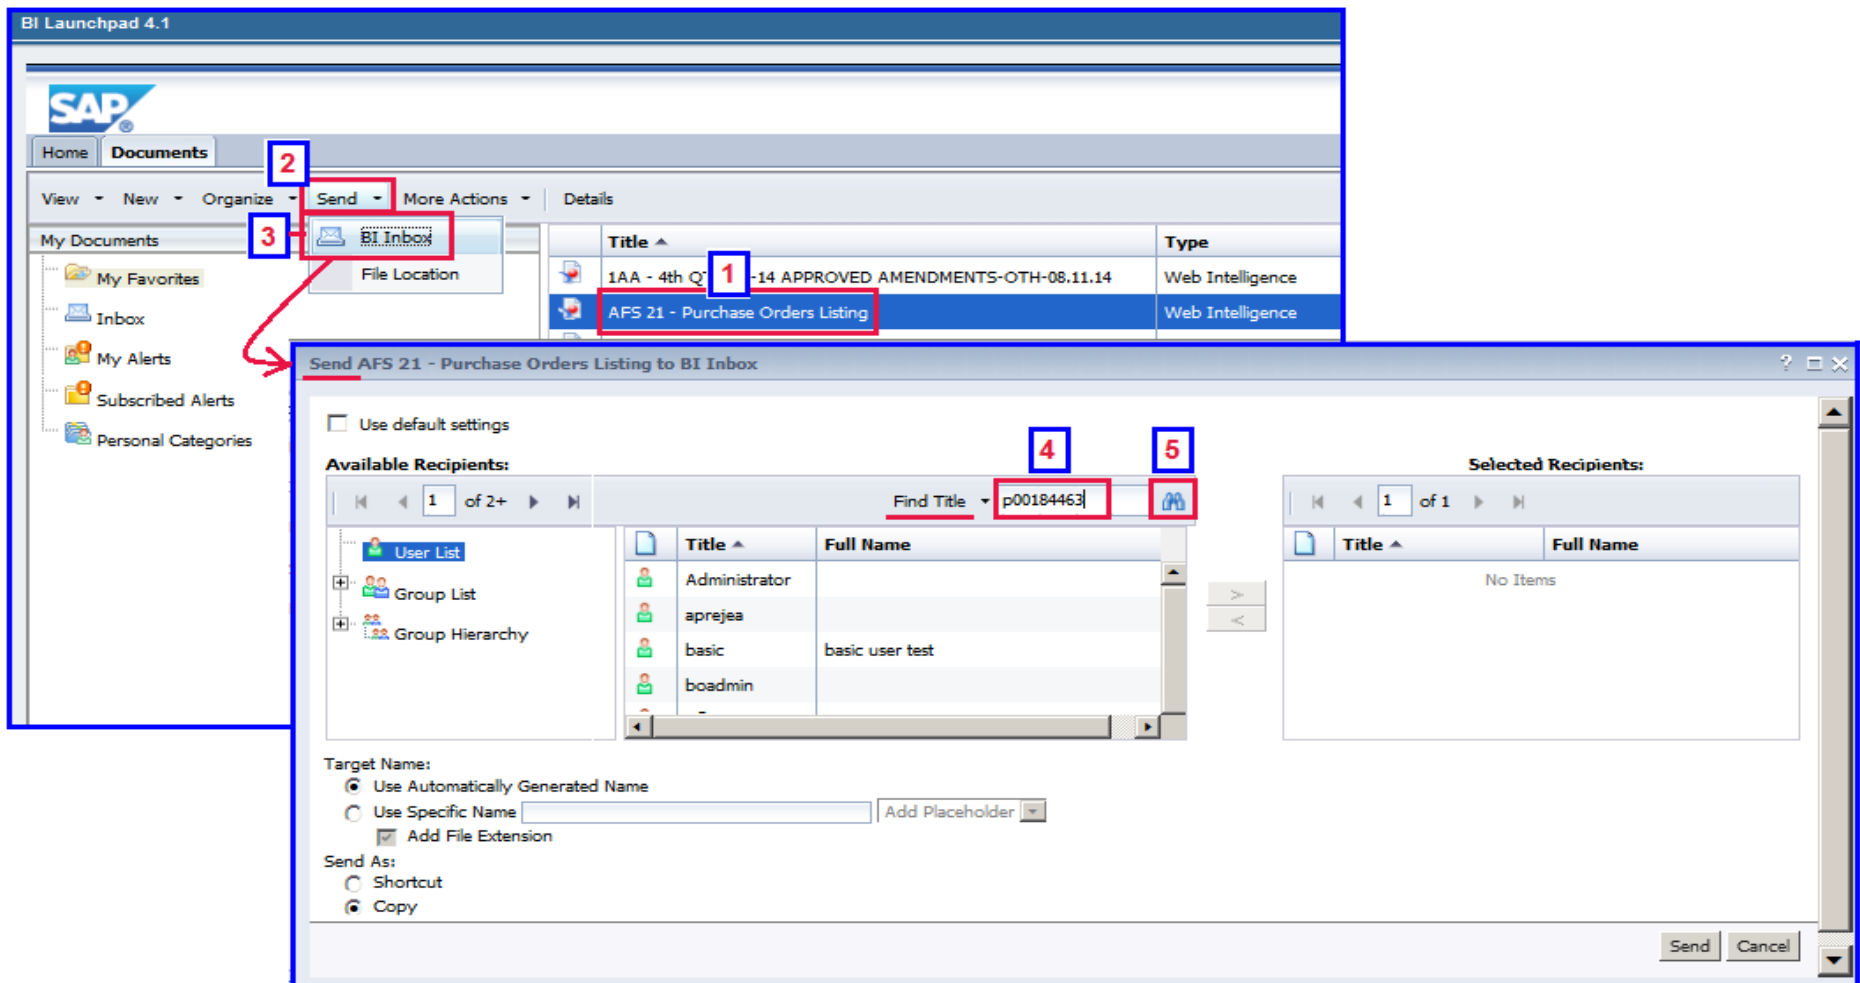 BI Launchpad 4.1
SAP
®
Home Documents
2
View New Organize Send More Actions Details
3
BI Inbox
File Location
My Documents
My Favorites
Inbox
My Alerts
Subscribed Alerts
Personal Categories
Title Type
1
1AA - 4th Q -14 APPROVED AMENDMENTS-OTH-08.11.14 Web Intelligence
AFS 21 - Purchase Orders Listing Web Intelligence
Send AFS 21 - Purchase Orders Listing to BI Inbox ?
Use default settings
4 5
Available Recipients: Selected Recipients:
1 of 2+ Find Title p00184463 1 of 1
User List
Group List
Group Hierarchy
Title Full Name
Administrator
aprejea
basic basic user test
boadmin
> 
<
Title Full Name
No Items
Target Name:
Use Automatically Generated Name
Use Specific Name Add Placeholder
Add File Extension
Send As:
Shortcut
Copy
Send Cancel